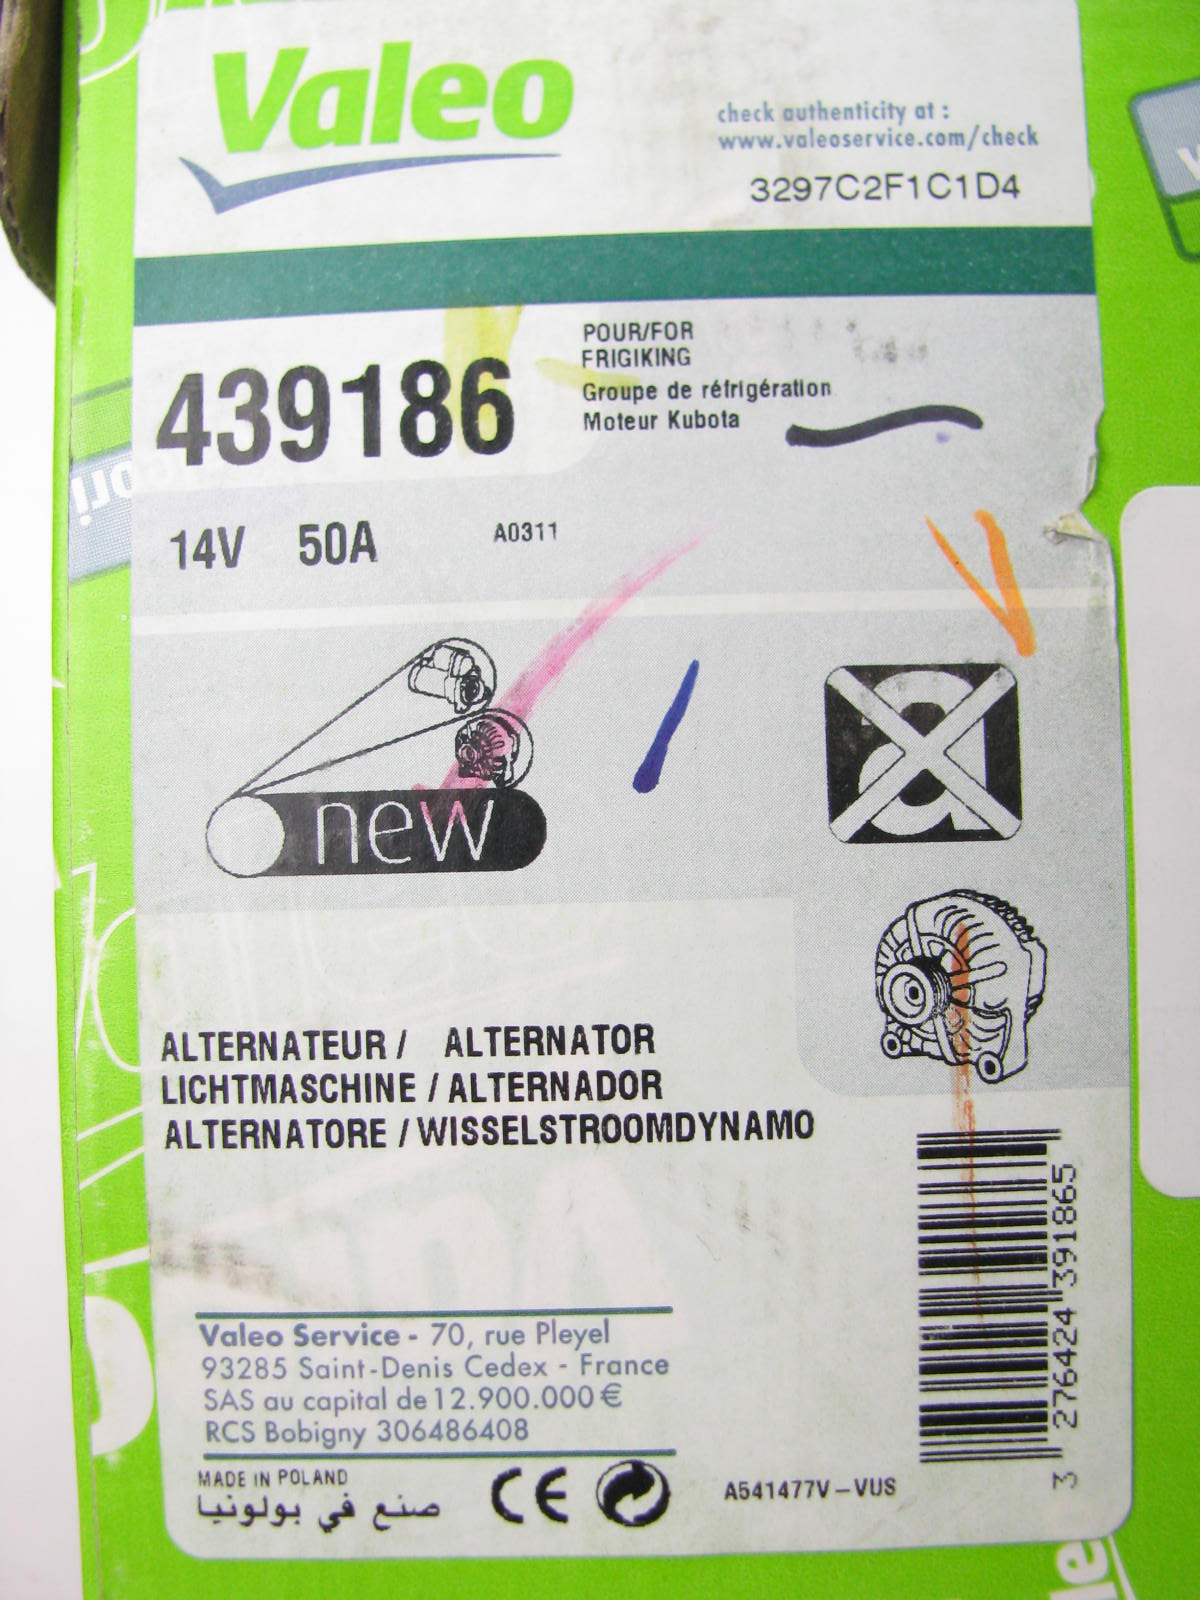 Valeo
check authenticity at :
www.valeoservice.com/check
3297C2F1C1D4
439186
POUR/FOR
FRIGIKING
Groupe de réfrigération
Moteur Kubota
14V 50A A0311
new
a
ALTERNATEUR / ALTERNATOR
LICHTMASCHINE / ALTERNADOR
ALTERNATORE / WISSELSTROOMDYNAMO
Valeo Service - 70, rue Pleyel
93285 Saint-Denis Cedex - France
SAS au capital de 12.900.000 €
RCS Bobigny 306486408
MADE IN POLAND
صنع في بولونيا
CE
A541477V-VUS
3 276424 391865